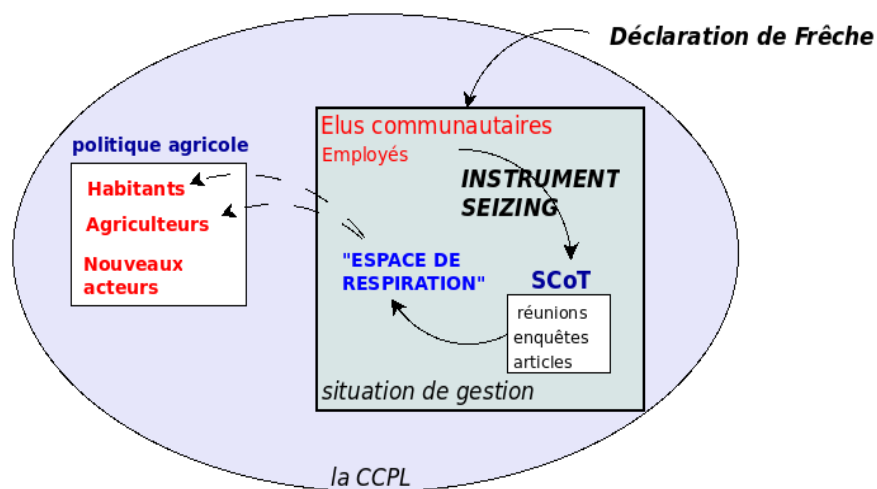 Déclaration de Frêche
Elus communautaires
Employés
politique agricole
Habitants
Agriculteurs
Nouveaux
acteurs
INSTRUMENT
SEIZING
"ESPACE DE
RESPIRATION"
SCoT
réunions
enquêtes
articles
situation de gestion
la CCPL